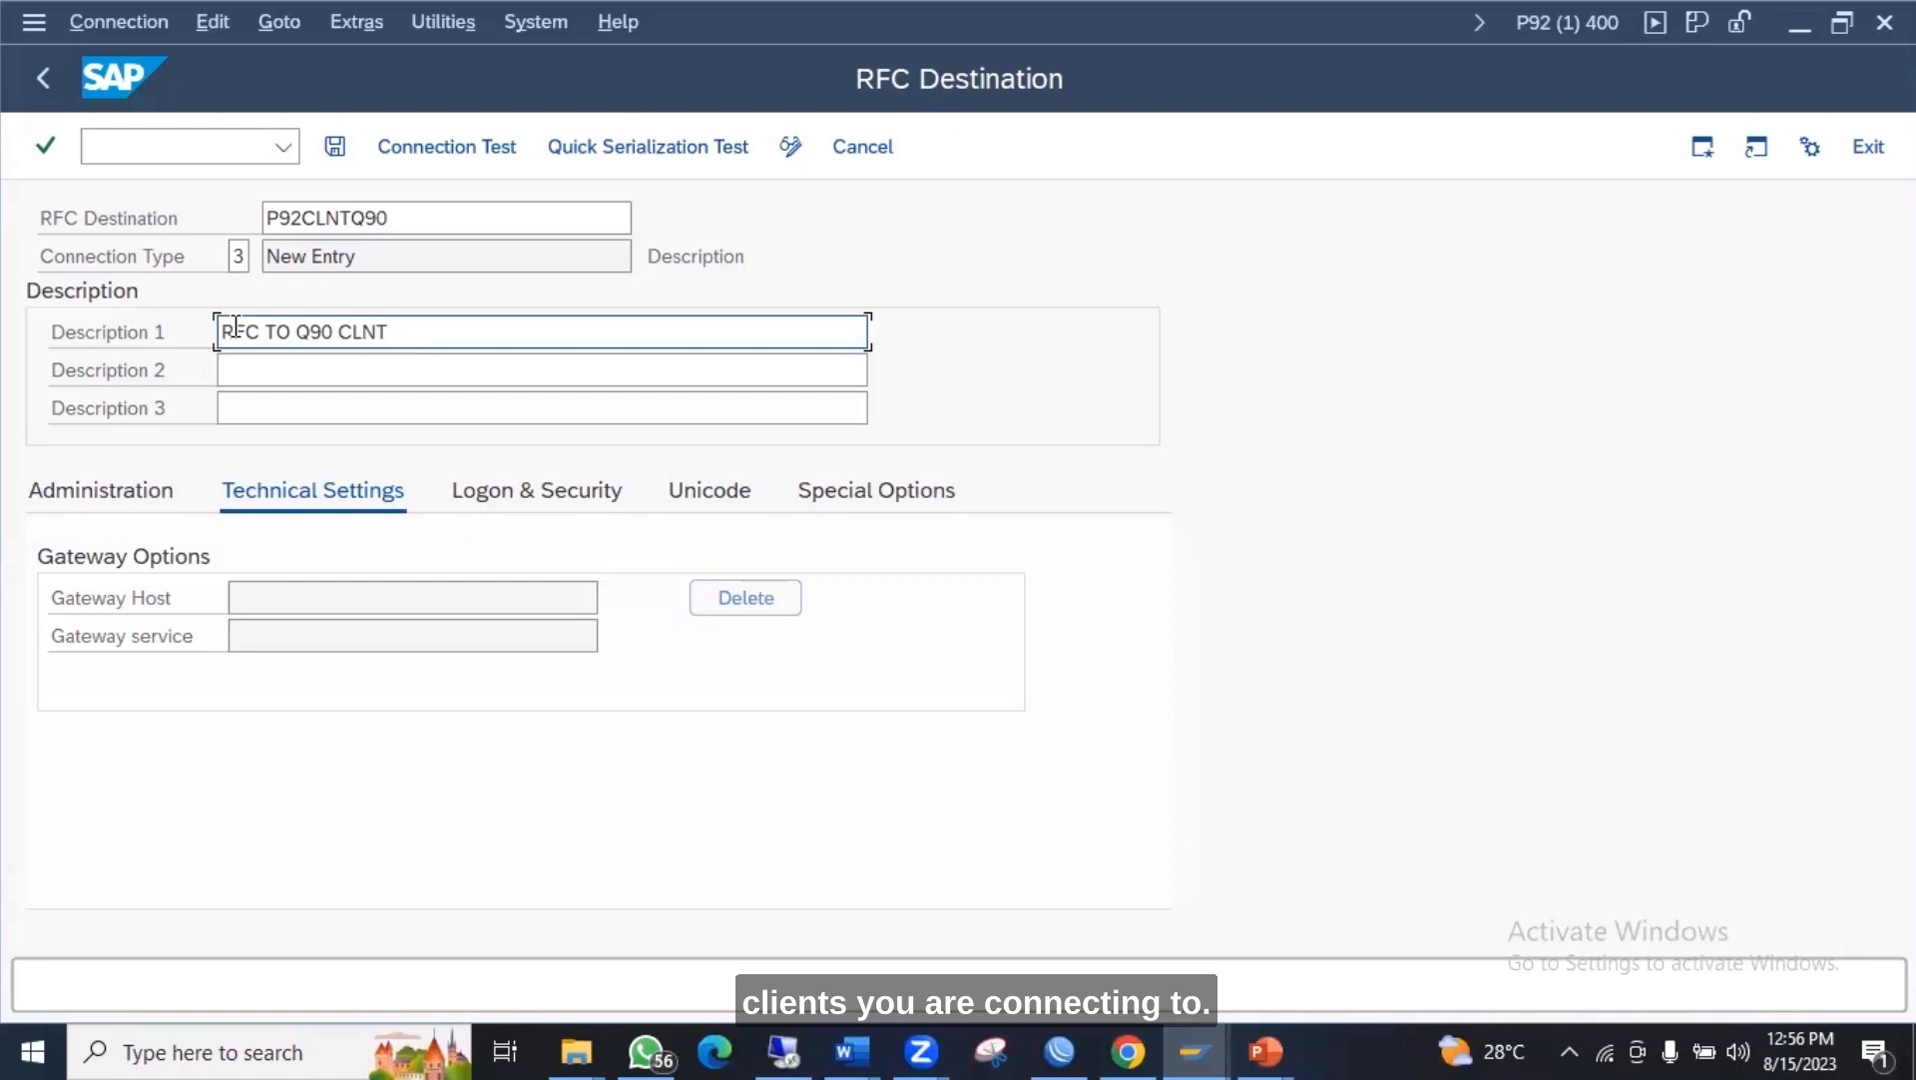 Connection Edit Goto Extras Utilities System Help P92 (1) 400
SAP RFC Destination
Connection Test Quick Serialization Test Cancel Exit
RFC Destination P92CLNTQ90
Connection Type 3 New Entry Description
Description
Description 1 RFC TO Q90 CLNT
Description 2
Description 3
Administration Technical Settings Logon & Security Unicode Special Options
Gateway Options
Gateway Host Delete
Gateway service
Activate Windows
Go to Settings to activate Windows.
clients you are connecting to.
Type here to search 56 28°C 12:56 PM
8/15/2023 1